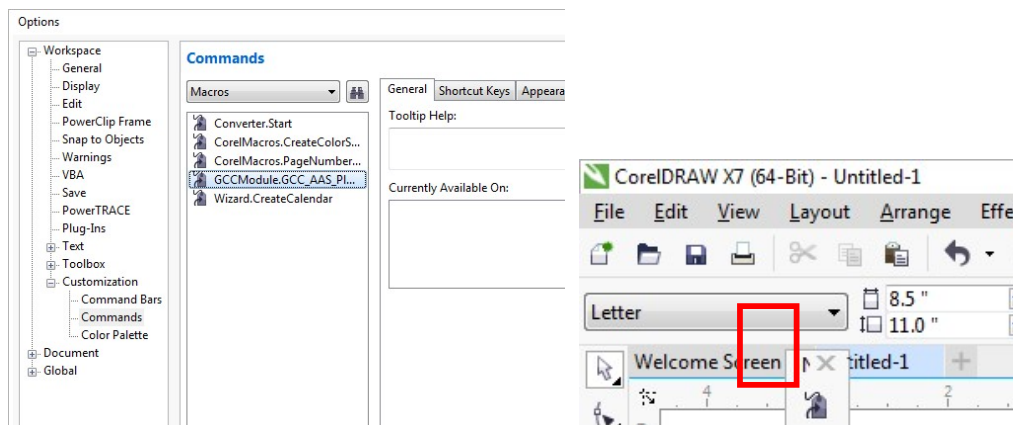 Options
Workspace
General
Display
Edit
PowerClip Frame
Snap to Objects
Warnings
VBA
Save
PowerTRACE
Plug-Ins
Text
Toolbox
Customization
Command Bars
Commands
Color Palette
Document
Global
Commands
Macros
Converter.Start
CorelMacros.CreateColorS...
CorelMacros.PageNumber...
GCCModule.GCC_AAS_Pl...
Wizard.CreateCalendar
General Shortcut Keys Appeara
Tooltip Help:
Currently Available On:
CorelDRAW X7 (64-Bit) - Untitled-1
File Edit View Layout Arrange Effe
Letter
8.5 "
11.0 "
Welcome Screen titled-1
4 2